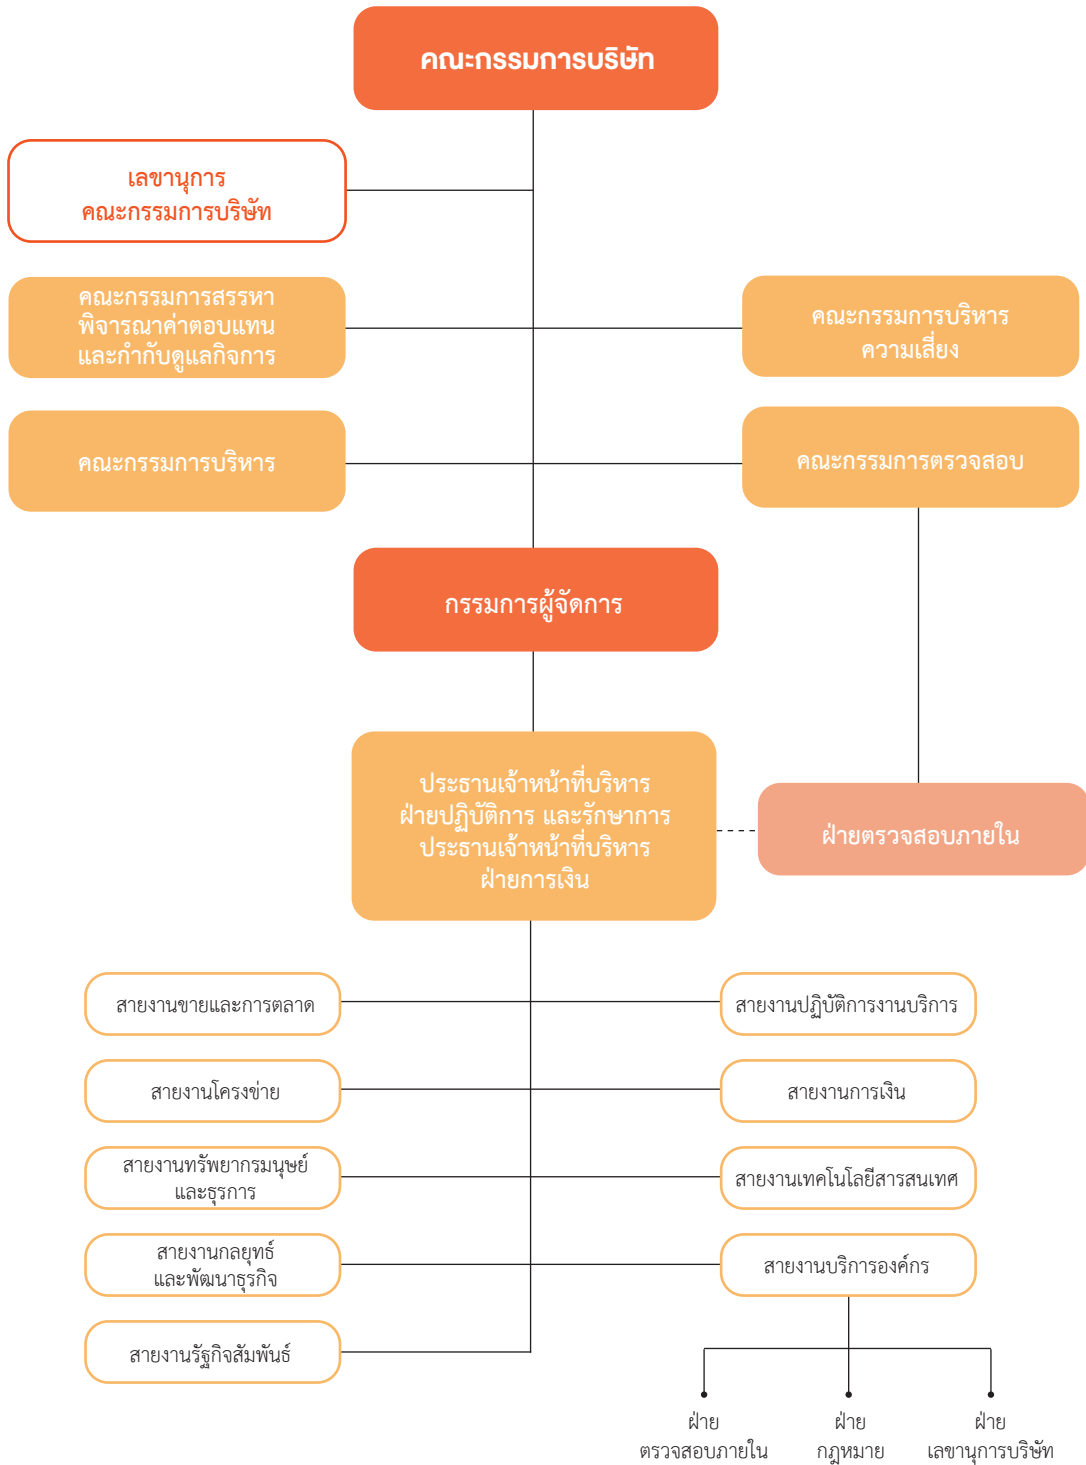 คณะกรรมการบริษัท
เลขานุการ
คณะกรรมการบริษัท
คณะกรรมการสรรหา
พิจารณาค่าตอบแทน
และกำกับดูแลกิจการ
คณะกรรมการบริหาร
ความเสี่ยง
คณะกรรมการบริหาร
คณะกรรมการตรวจสอบ
กรรมการผู้จัดการ
ประธานเจ้าหน้าที่บริหาร
ฝ่ายปฏิบัติการ และรักษาการ
ประธานเจ้าหน้าที่บริหาร
ฝ่ายการเงิน
ฝ่ายตรวจสอบภายใน
สายงานขายและการตลาด
สายงานปฏิบัติการงานบริการ
สายงานโครงข่าย
สายงานการเงิน
สายงานทรัพยากรมนุษย์
และธุรการ
สายงานเทคโนโลยีสารสนเทศ
สายงานกลยุทธ์
และพัฒนาธุรกิจ
สายงานบริการองค์กร
สายงานรัฐกิจสัมพันธ์
ฝ่าย
ตรวจสอบภายใน
ฝ่าย
กฎหมาย
ฝ่าย
เลขานุการบริษัท